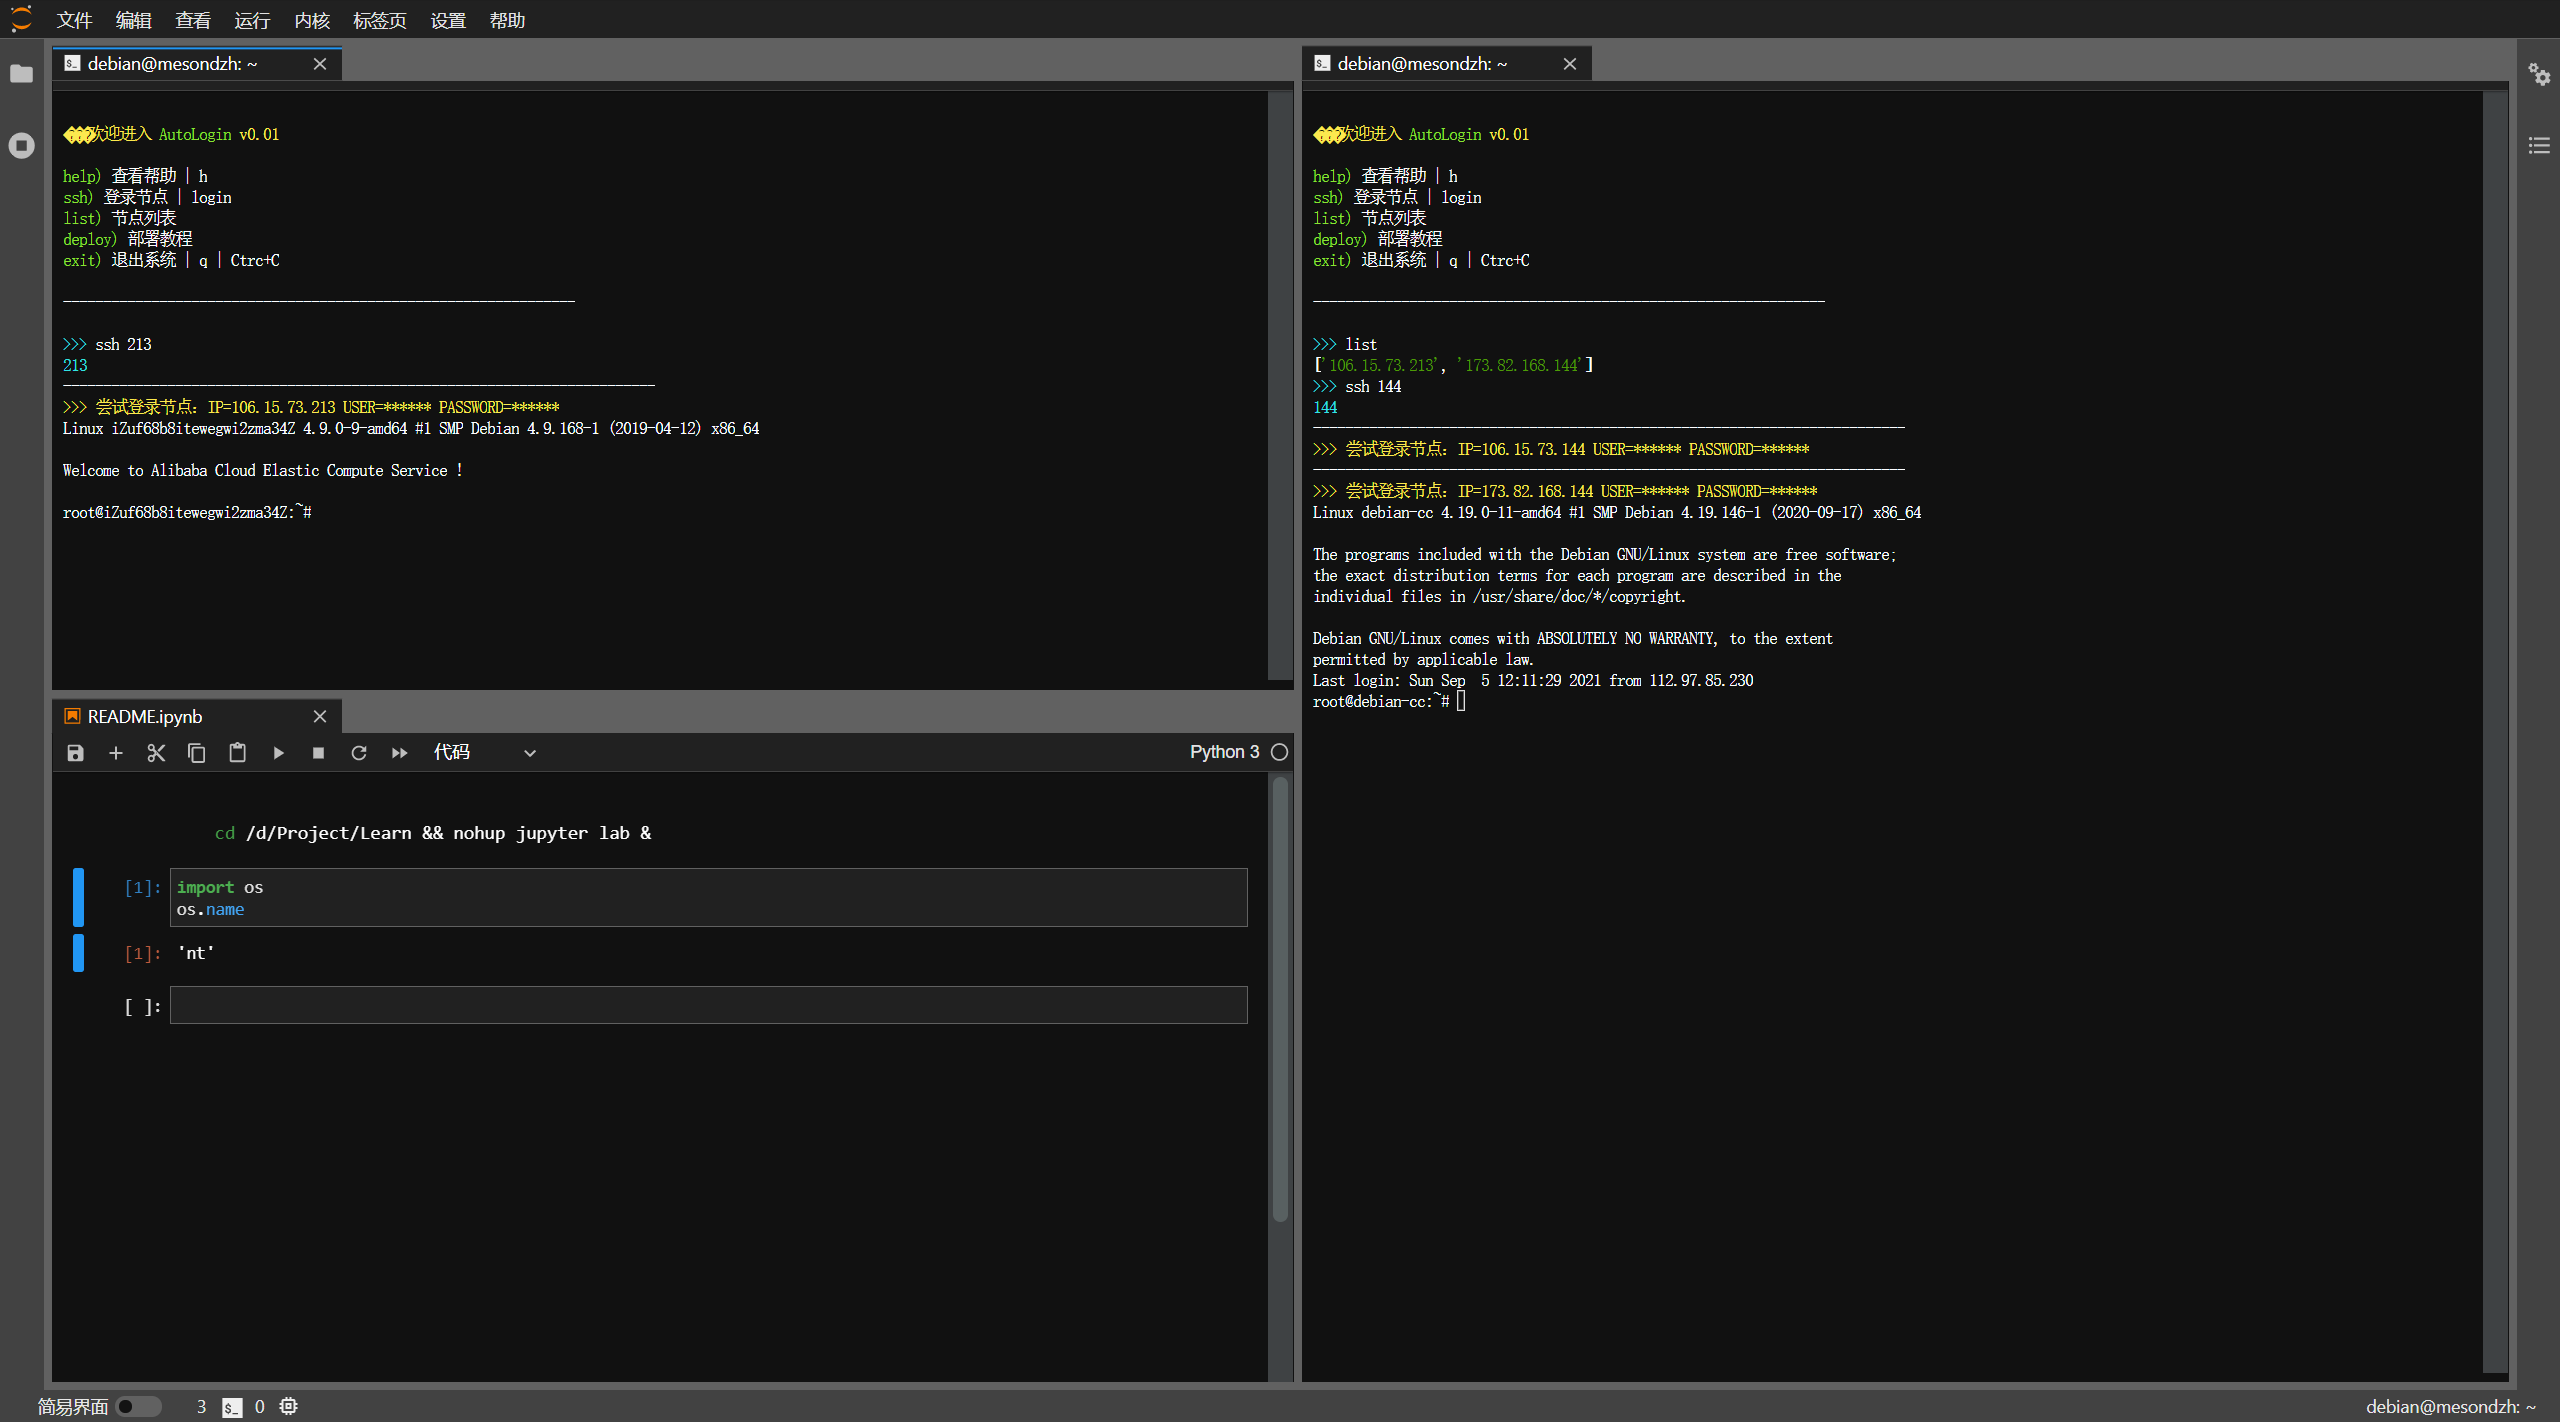 文件 编辑 查看 运行 内核 标签页 设置 帮助
debian@mesondzh: ~
欢迎进入 AutoLogin v0.01
help) 查看帮助 | h
ssh) 登录节点 | login
list) 节点列表
deploy) 部署教程
exit) 退出系统 | q | Ctrc+C
----------------------------------------------------------------
>>> ssh 213
213
--------------------------------------------------------------------------
>>> 尝试登录节点: IP=106.15.73.213 USER=****** PASSWORD=******
Linux iZuf68b8itewegwi2zma34Z 4.9.0-9-amd64 #1 SMP Debian 4.9.168-1 (2019-04-12) x86_64
Welcome to Alibaba Cloud Elastic Compute Service !
root@iZuf68b8itewegwi2zma34Z:~#
README.ipynb
代码
Python 3
cd /d/Project/Learn && nohup jupyter lab &
[1]: import os
os.name
[1]: 'nt'
[ ]:
debian@mesondzh: ~
欢迎进入 AutoLogin v0.01
help) 查看帮助 | h
ssh) 登录节点 | login
list) 节点列表
deploy) 部署教程
exit) 退出系统 | q | Ctrc+C
----------------------------------------------------------------
>>> list
['106.15.73.213', '173.82.168.144']
>>> ssh 144
144
--------------------------------------------------------------------------
>>> 尝试登录节点: IP=106.15.73.144 USER=****** PASSWORD=******
--------------------------------------------------------------------------
>>> 尝试登录节点: IP=173.82.168.144 USER=****** PASSWORD=******
Linux debian-cc 4.19.0-11-amd64 #1 SMP Debian 4.19.146-1 (2020-09-17) x86_64
The programs included with the Debian GNU/Linux system are free software;
the exact distribution terms for each program are described in the
individual files in /usr/share/doc/*/copyright.
Debian GNU/Linux comes with ABSOLUTELY NO WARRANTY, to the extent
permitted by applicable law.
Last login: Sun Sep  5 12:11:29 2021 from 112.97.85.230
root@debian-cc:~#
简易界面 3 $_ 0
debian@mesondzh: ~